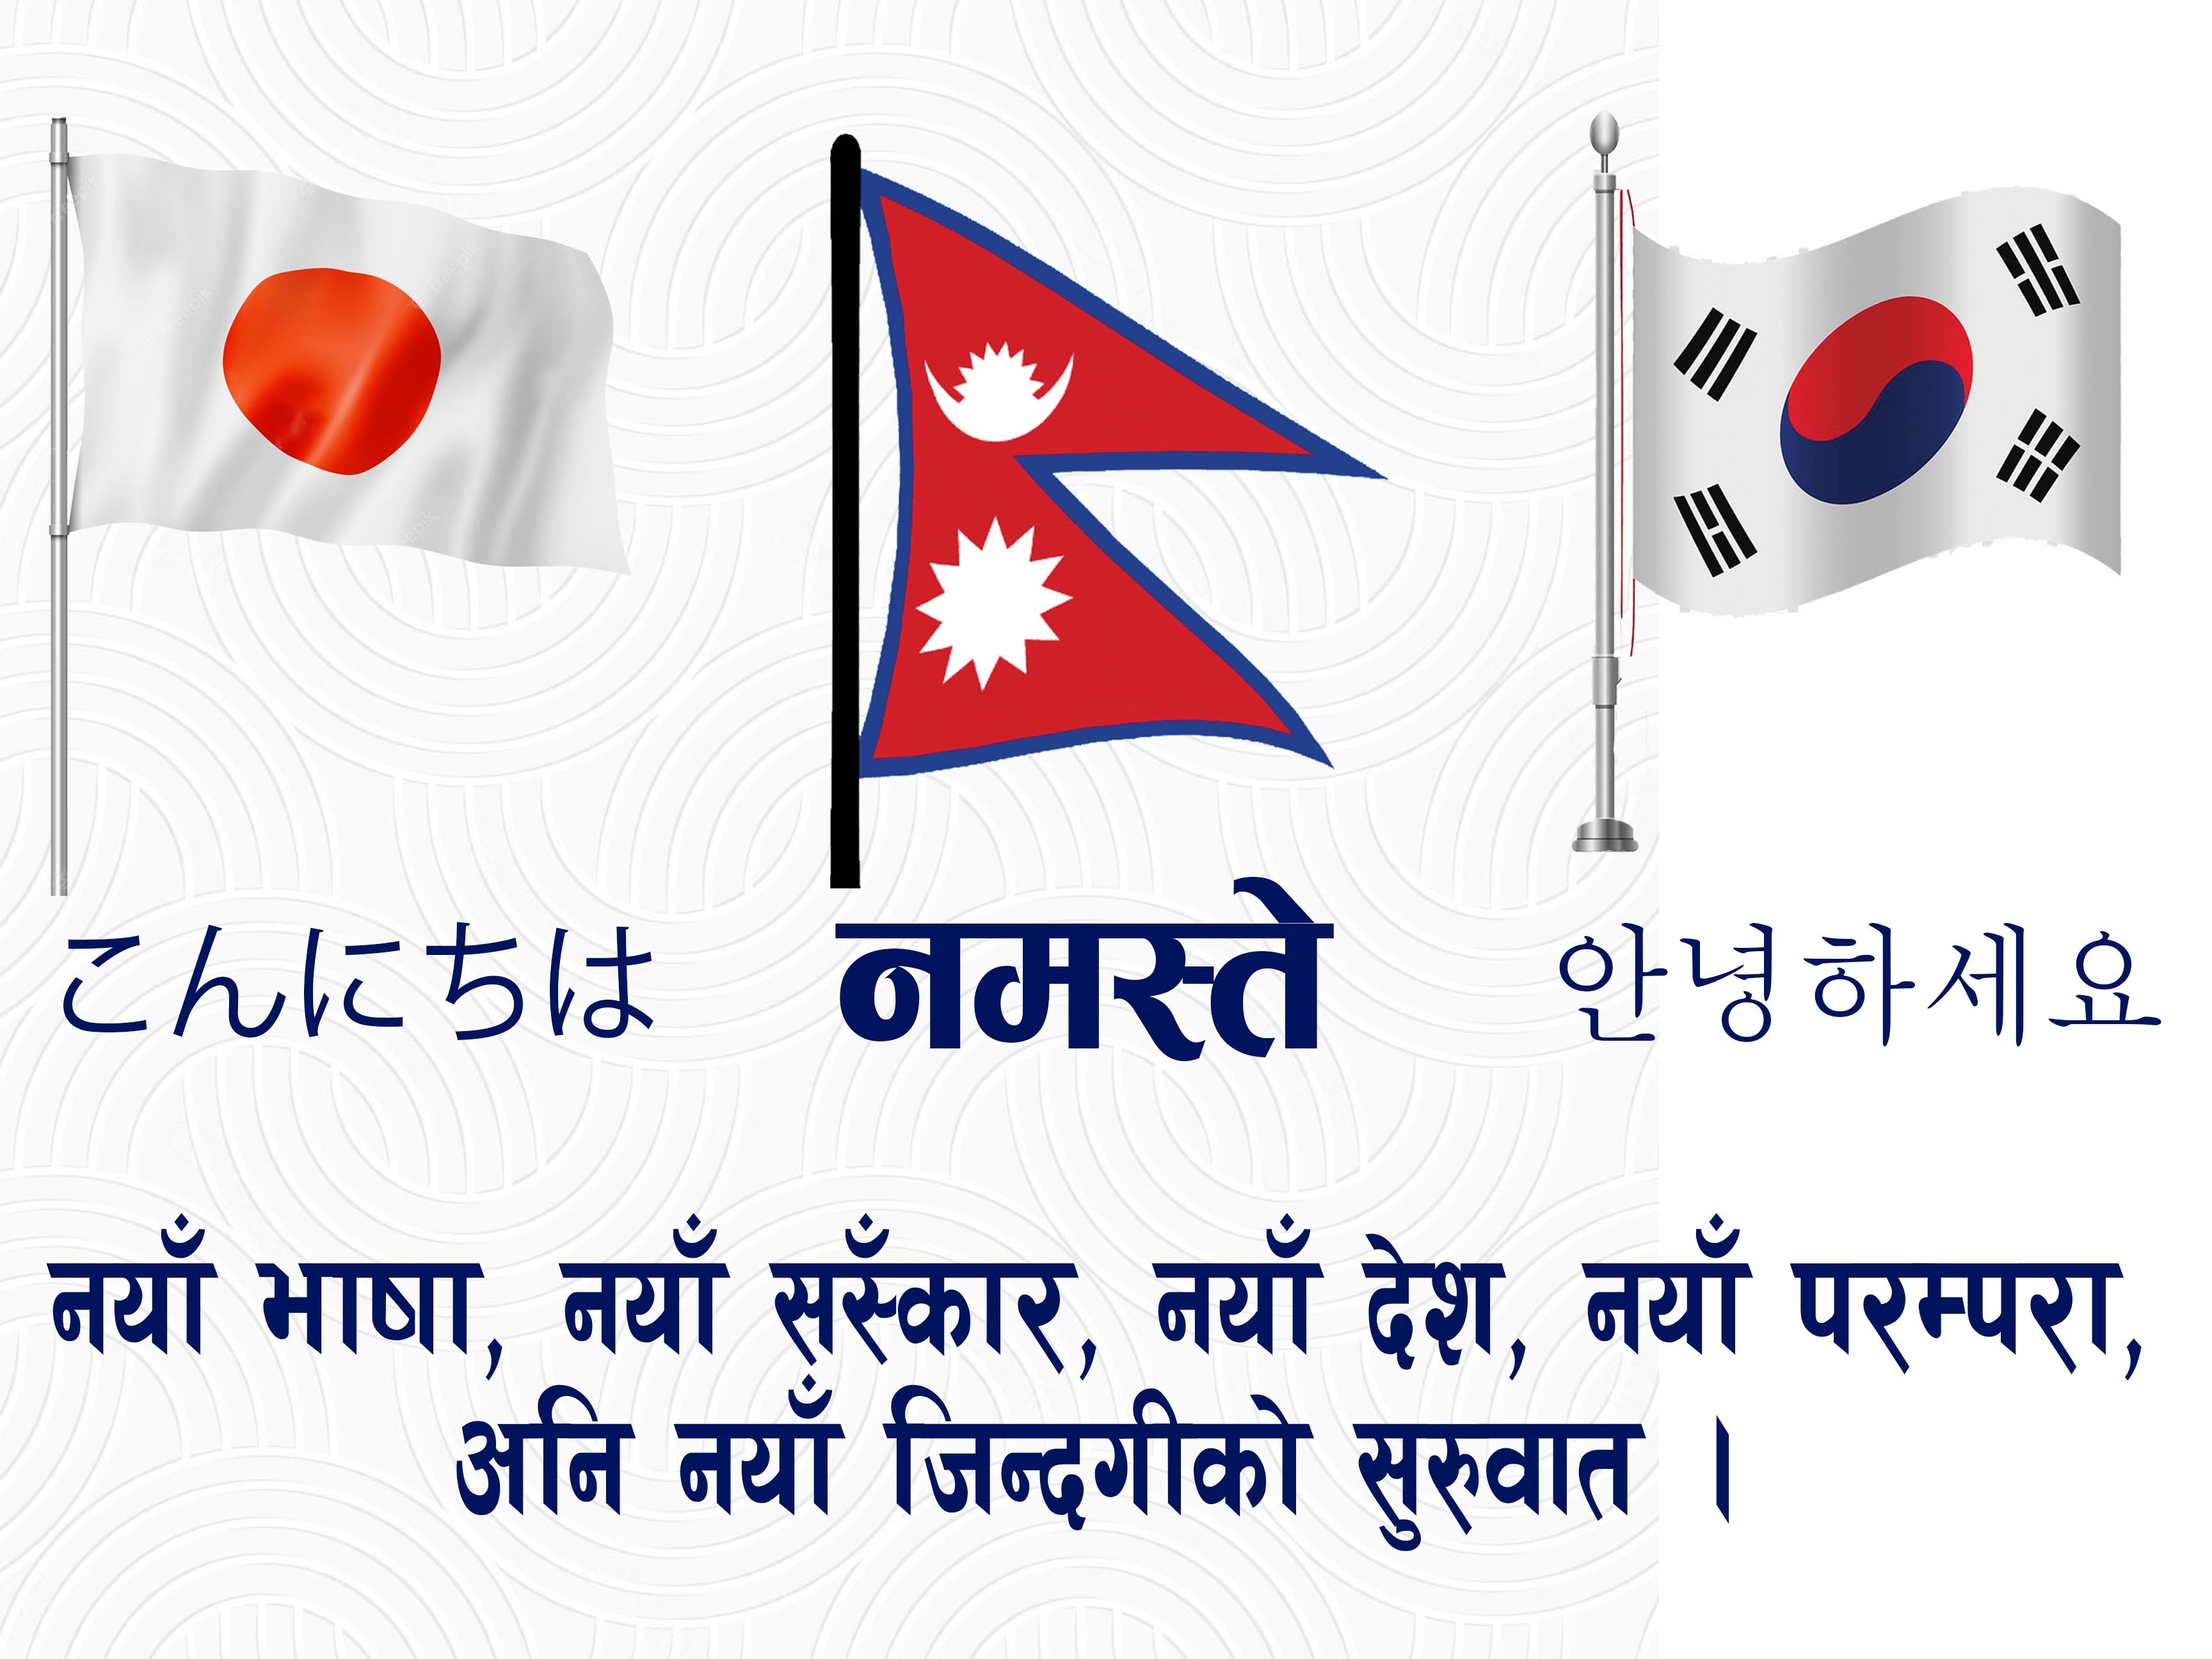 こんにちは नमस्ते 안녕하세요
नयाँ भाषा, नयाँ सँस्कार, नयाँ देश, नयाँ परम्परा,
अनि नयाँ जिन्दगीको सुरुवात ।